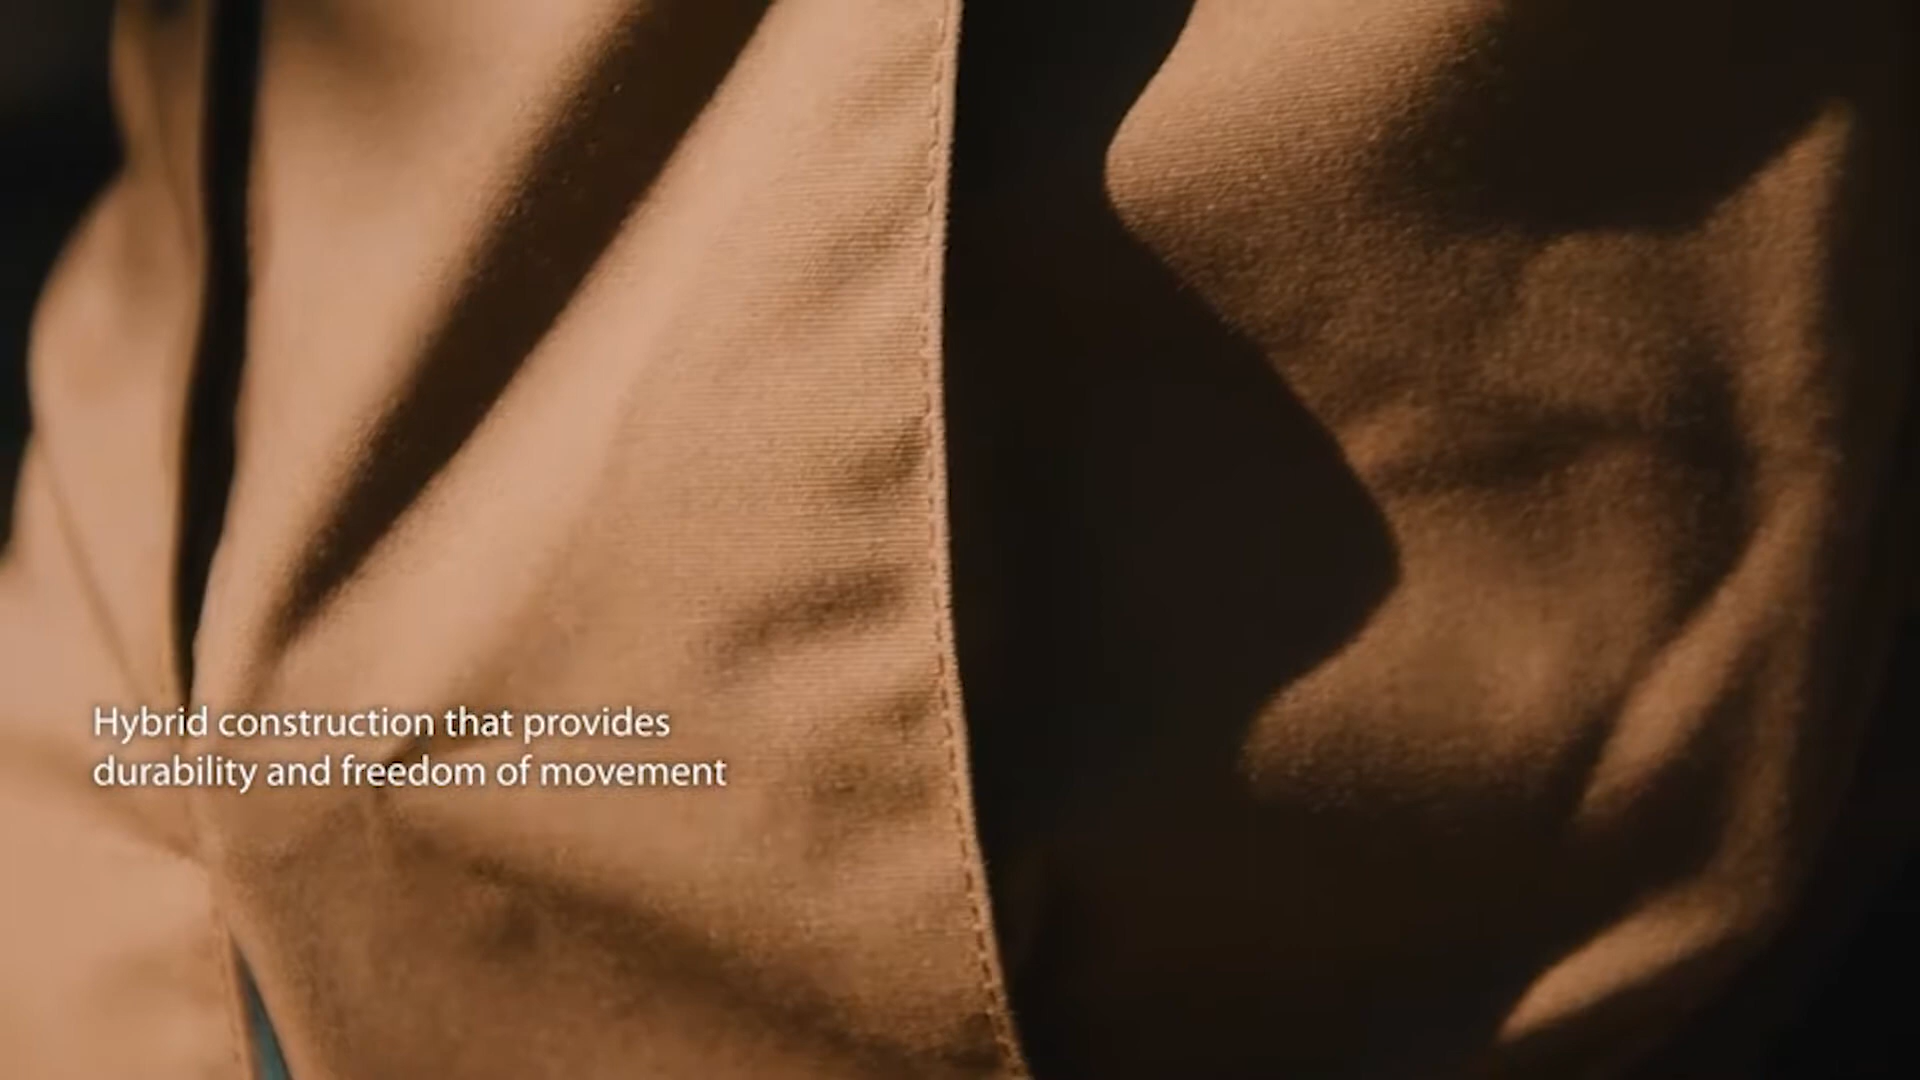 Hybrid construction that provides
durability and freedom of movement